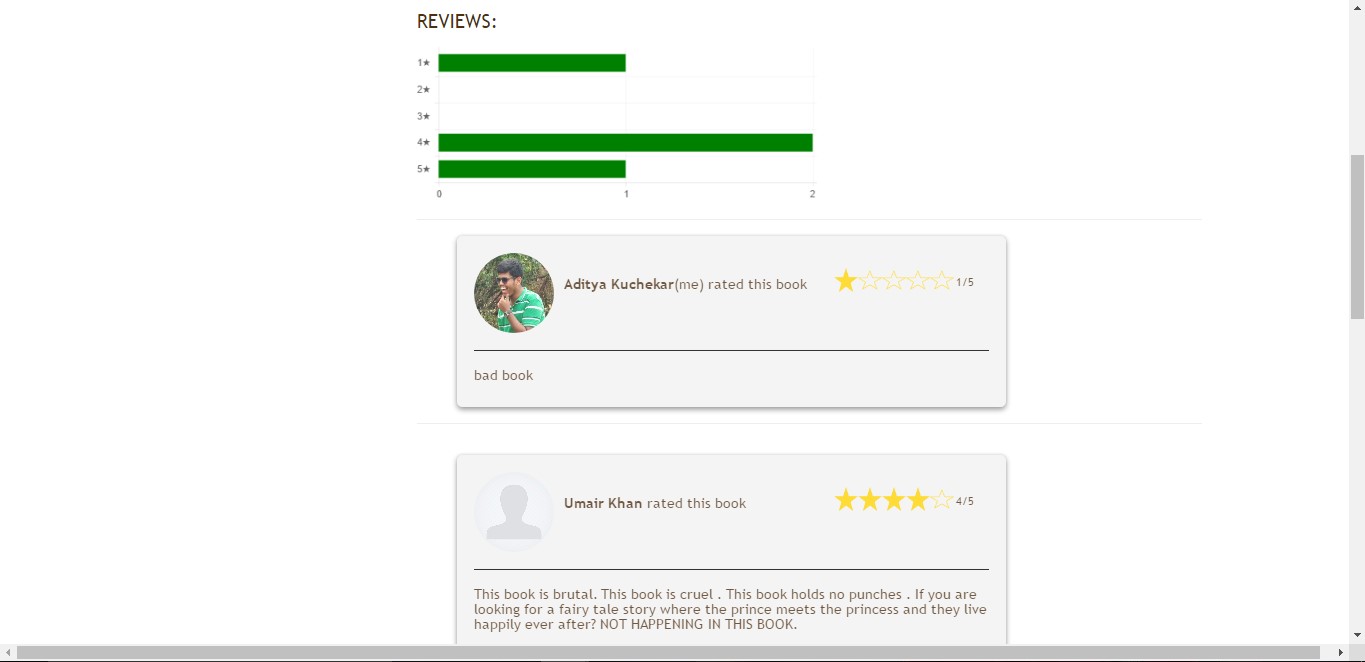 REVIEWS:
1★
2★
3★
4★
5★
0 1 2
Aditya Kuchekar(me) rated this book 1/5
bad book
Umair Khan rated this book 4/5
This book is brutal. This book is cruel . This book holds no punches . If you are
looking for a fairy tale story where the prince meets the princess and they live
happily ever after? NOT HAPPENING IN THIS BOOK.